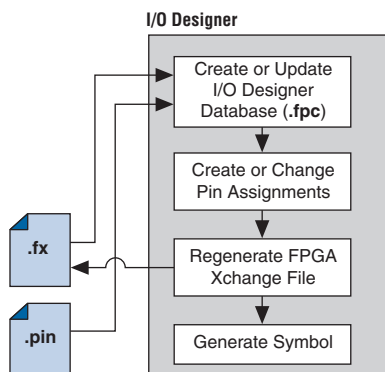 I/O Designer
Create or Update
I/O Designer
Database (.fpc)
Create or Change
Pin Assignments
.fx
Regenerate FPGA
Xchange File
.pin
Generate Symbol